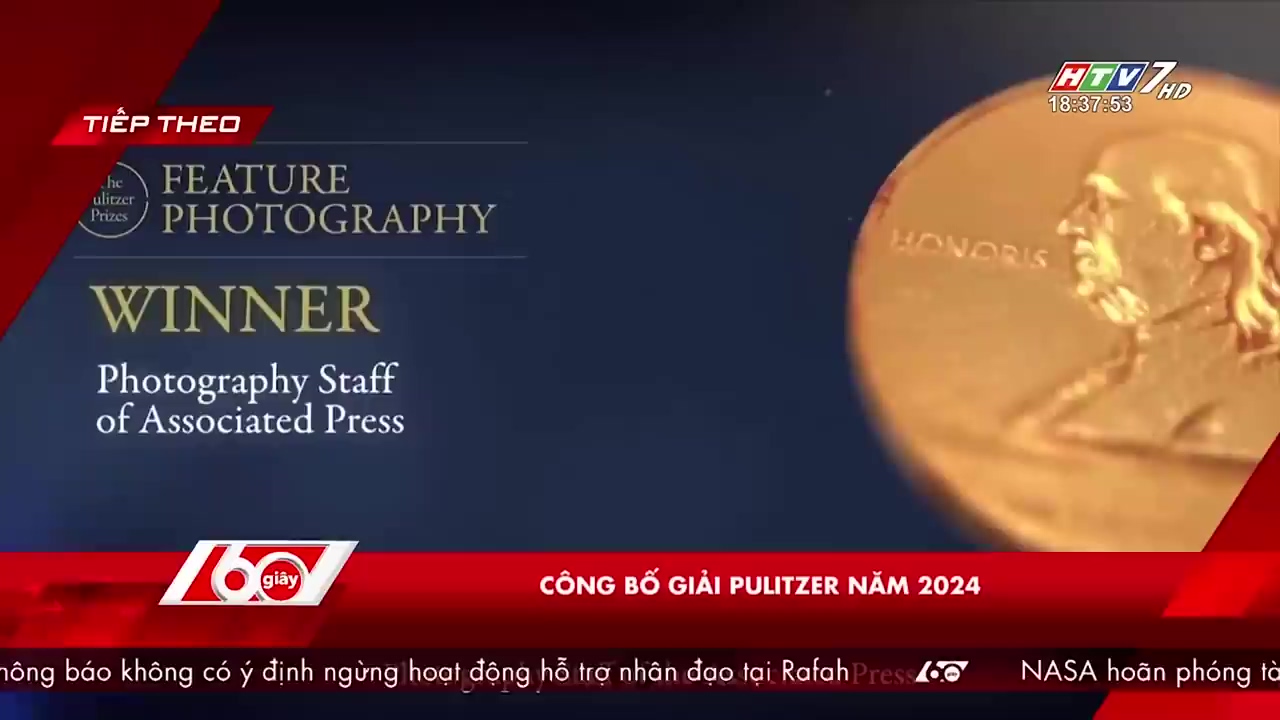 HTV7 HD
18:37:53
TIẾP THEO
The Pulitzer Prizes
FEATURE
PHOTOGRAPHY
HONORIS
WINNER
Photography Staff
of Associated Press
60 giây
CÔNG BỐ GIẢI PULITZER NĂM 2024
hông báo không có ý định ngừng hoạt động hỗ trợ nhân đạo tại Rafah 60 giây NASA hoãn phóng tà